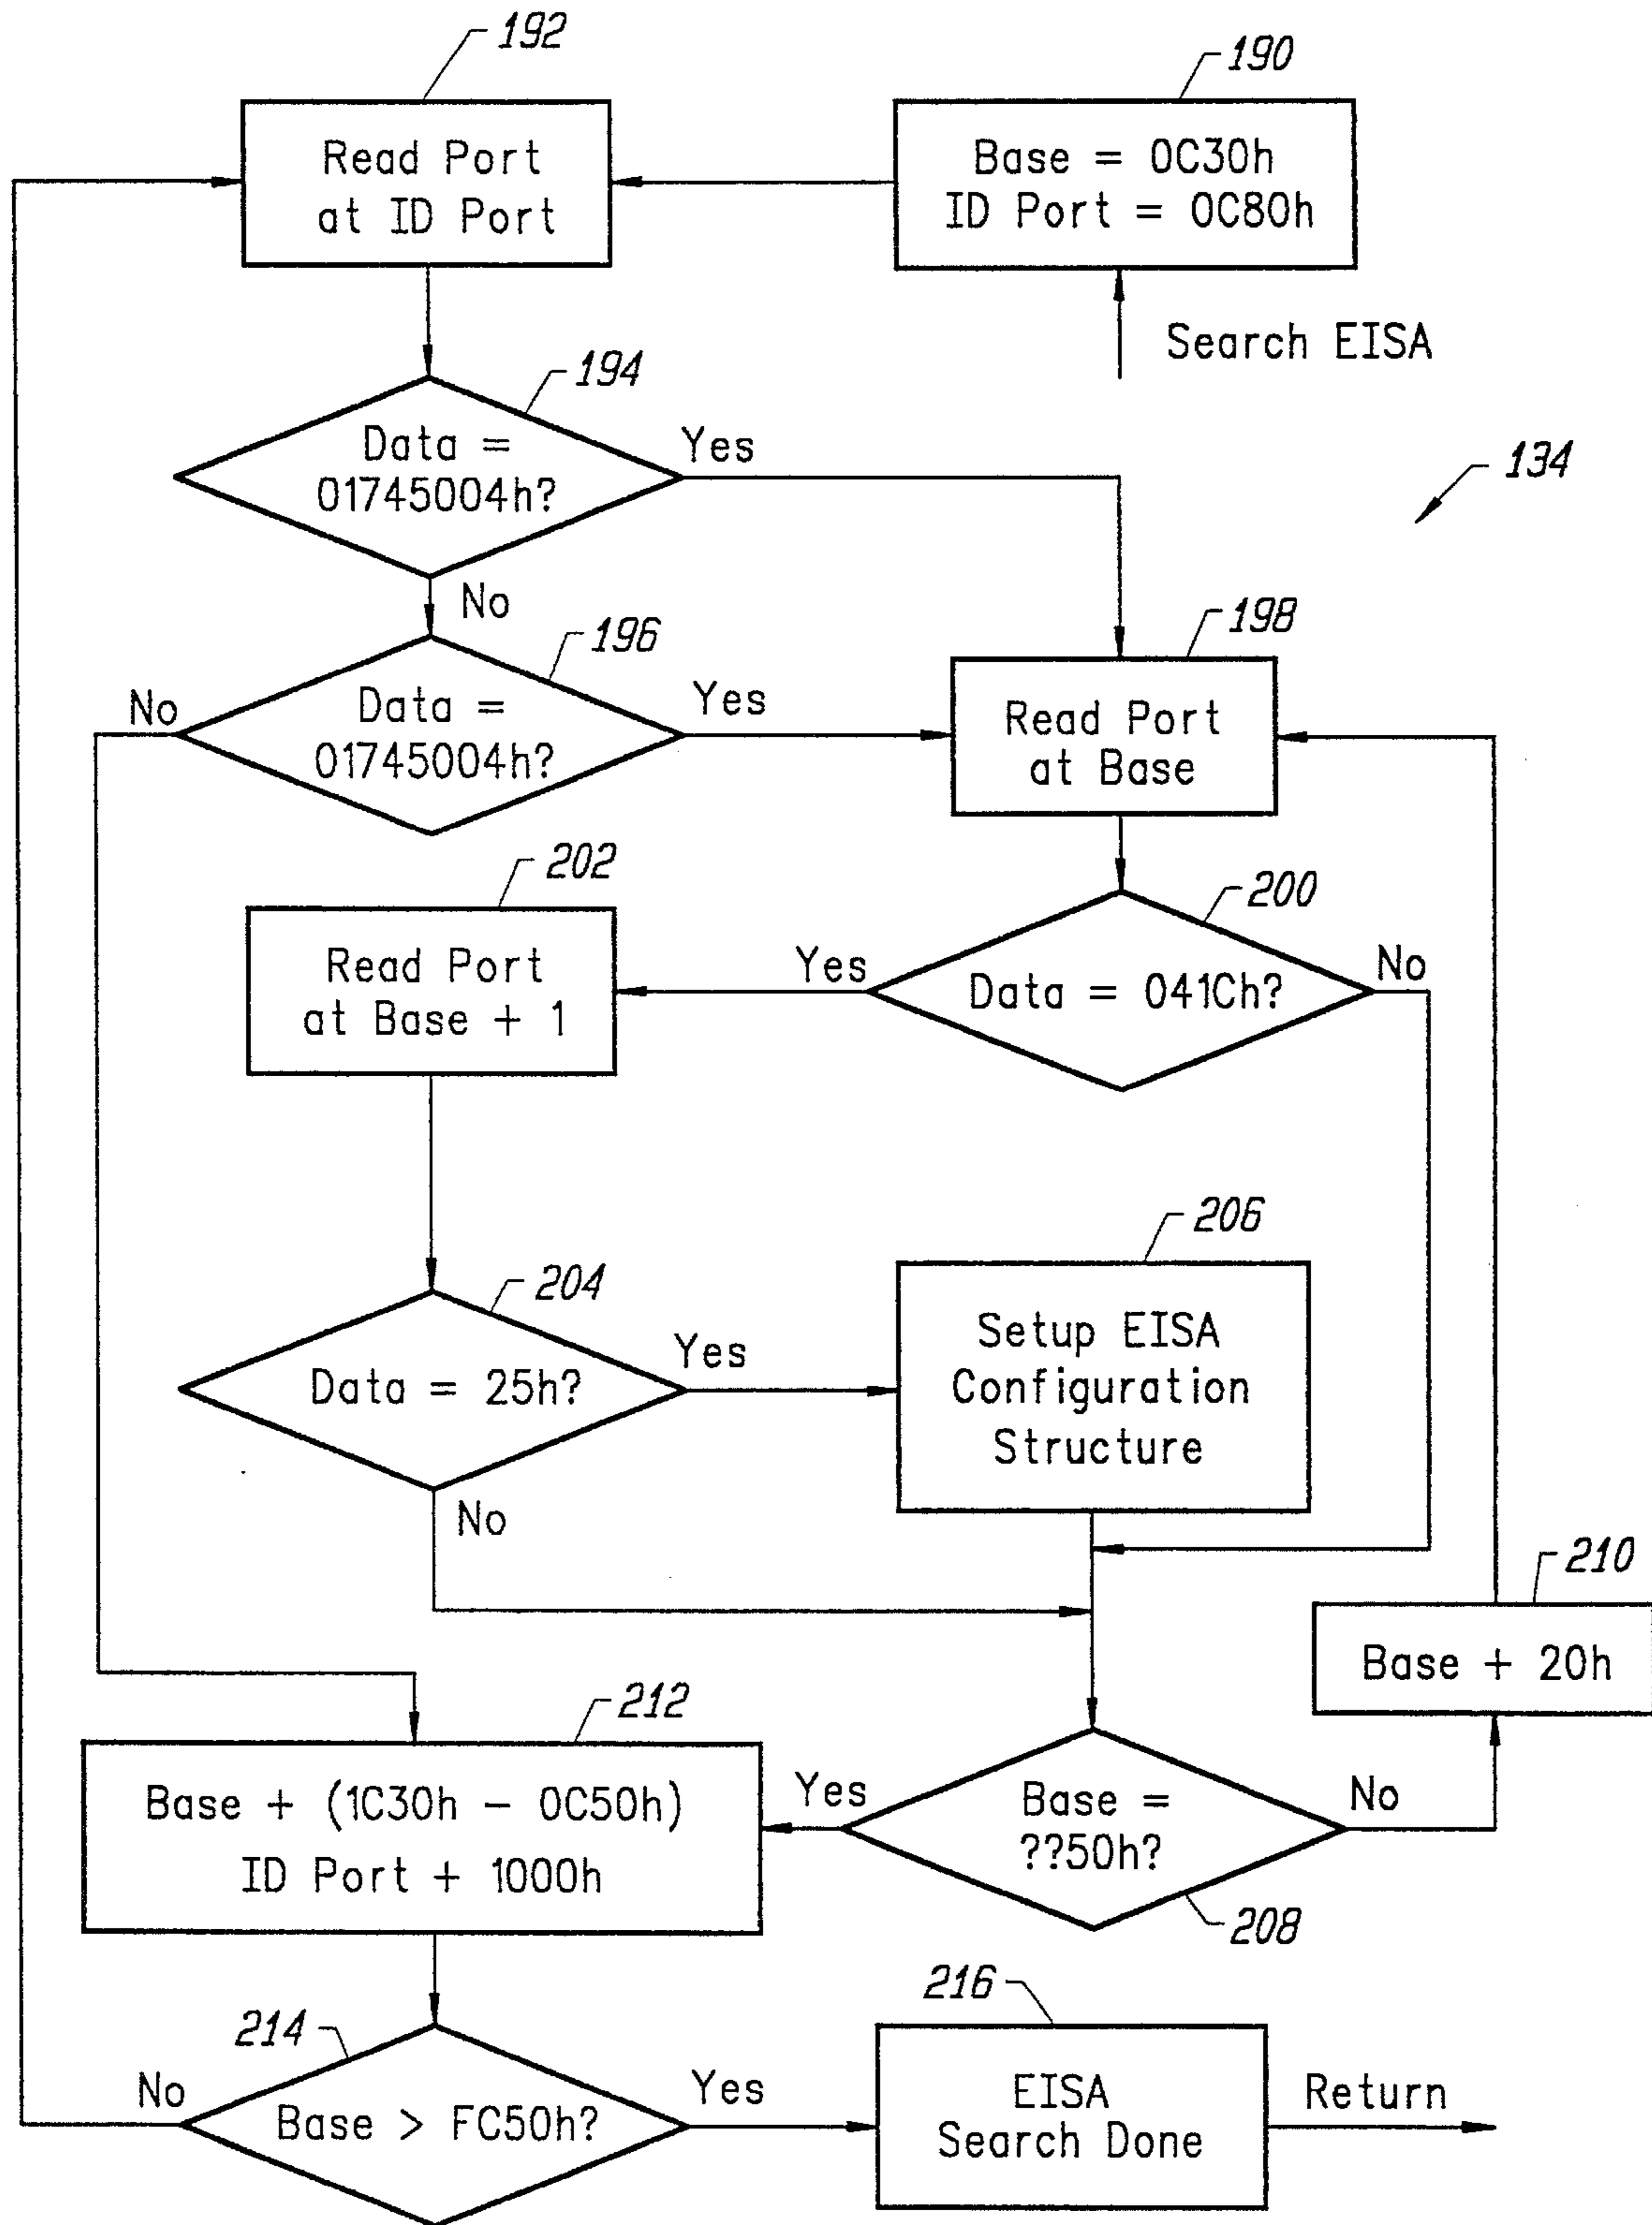 192
190
Read Port
at ID Port
Base = 0C30h
ID Port = 0C80h
Search EISA
194
Data =
01745004h?
Yes
134
No
196
198
No
Data =
01745004h?
Yes
Read Port
at Base
202
200
Read Port
at Base + 1
Yes
Data = 041Ch?
No
206
204
Data = 25h?
Yes
Setup EISA
Configuration
Structure
No
210
Base + 20h
212
Base + (1C30h - 0C50h)
ID Port + 1000h
Yes
Base =
??50h?
No
208
216
214
No
Base > FC50h?
Yes
EISA
Search Done
Return